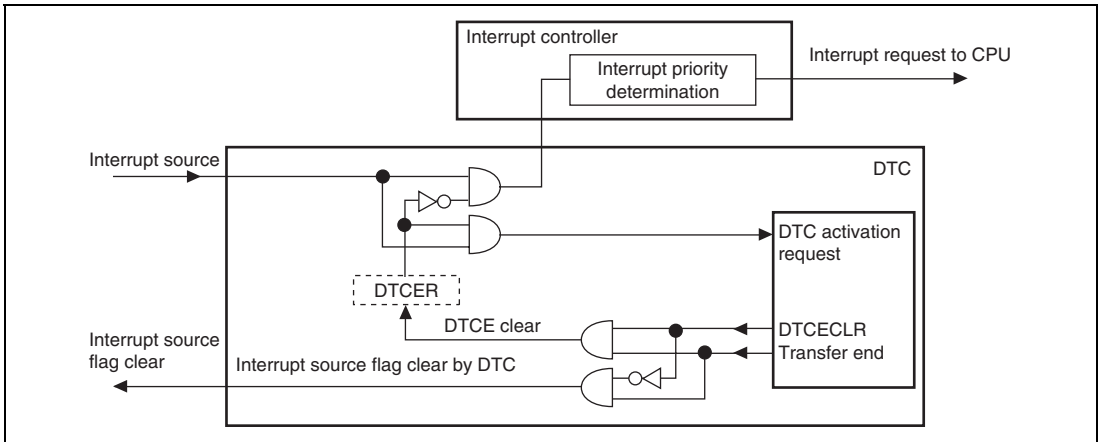 Interrupt controller
Interrupt priority
determination
Interrupt request to CPU
Interrupt source
DTC
DTC activation
request
DTCER
DTCE clear
DTCECLR
Transfer end
Interrupt source
flag clear
Interrupt source flag clear by DTC